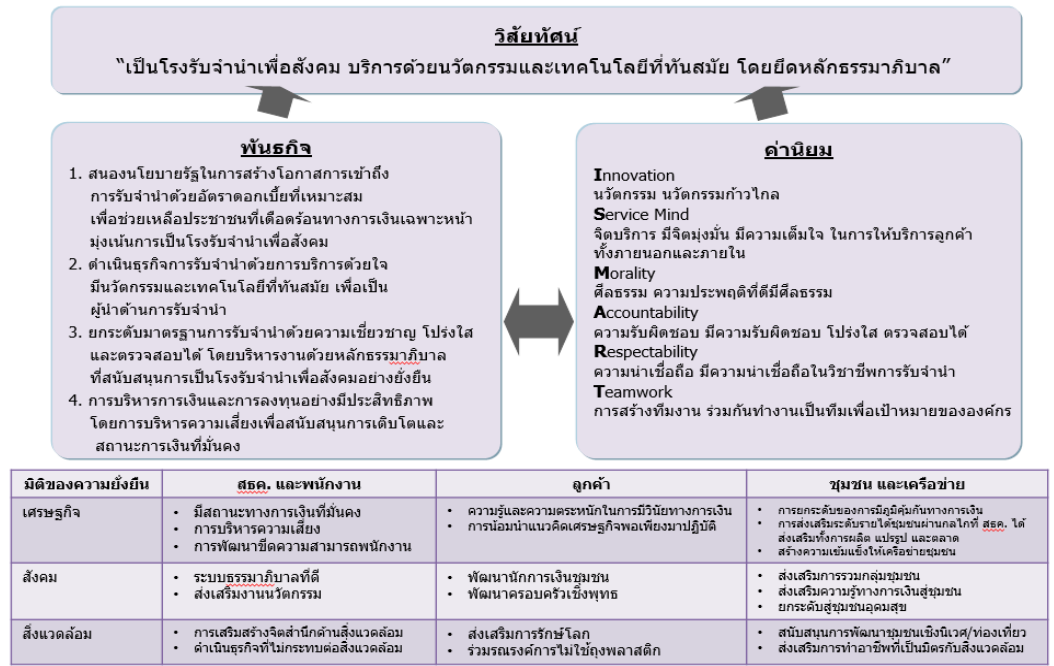 วิสัยทัศน์
“เป็นโรงรับจำนำเพื่อสังคม บริการด้วยนวัตกรรมและเทคโนโลยีที่ทันสมัย โดยยึดหลักธรรมาภิบาล”
พันธกิจ
1. สนองนโยบายรัฐในการสร้างโอกาสการเข้าถึง
การรับจำนำด้วยอัตราดอกเบี้ยที่เหมาะสม
เพื่อช่วยเหลือประชาชนที่เดือดร้อนทางการเงินเฉพาะหน้า
มุ่งเน้นการเป็นโรงรับจำนำเพื่อสังคม
2. ดำเนินธุรกิจการรับจำนำด้วยการบริการด้วยใจ
มีนวัตกรรมและเทคโนโลยีที่ทันสมัย เพื่อเป็น
ผู้นำด้านการรับจำนำ
3. ยกระดับมาตรฐานการรับจำนำด้วยความเชี่ยวชาญ โปร่งใส
และตรวจสอบได้ โดยบริหารงานด้วยหลักธรรมาภิบาล
ที่สนับสนุนการเป็นโรงรับจำนำเพื่อสังคมอย่างยั่งยืน
4. การบริหารการเงินและการลงทุนอย่างมีประสิทธิภาพ
โดยการบริหารความเสี่ยงเพื่อสนับสนุนการเติบโตและ
สถานะการเงินที่มั่นคง
ค่านิยม
Innovation
นวัตกรรม นวัตกรรมก้าวไกล
Service Mind
จิตบริการ มีจิตมุ่งมั่น มีความเต็มใจ ในการให้บริการลูกค้า
ทั้งภายนอกและภายใน
Morality
ศีลธรรม ความประพฤติที่ดีมีศีลธรรม
Accountability
ความรับผิดชอบ มีความรับผิดชอบ โปร่งใส ตรวจสอบได้
Respectability
ความน่าเชื่อถือ มีความน่าเชื่อถือในวิชาชีพการรับจำนำ
Teamwork
การสร้างทีมงาน ร่วมกันทำงานเป็นทีมเพื่อเป้าหมายขององค์กร
มิติของความยั่งยืน สธค. และพนักงาน ลูกค้า ชุมชน และเครือข่าย
เศรษฐกิจ
• มีสถานะทางการเงินที่มั่นคง
• การบริหารความเสี่ยง
• การพัฒนาขีดความสามารถพนักงาน
• ความรู้และความตระหนักในการมีวินัยทางการเงิน
• การน้อมนำแนวคิดเศรษฐกิจพอเพียงมาปฏิบัติ
• การยกระดับของการมีภูมิคุ้มกันทางการเงิน
• การส่งเสริมระดับรายได้ชุมชนผ่านกลไกที่ สธค. ได้
ส่งเสริมทั้งการผลิต แปรรูป และตลาด
• สร้างความเข้มแข็งให้เครือข่ายชุมชน
สังคม
• ระบบธรรมาภิบาลที่ดี
• ส่งเสริมงานนวัตกรรม
• พัฒนานักการเงินชุมชน
• พัฒนาครอบครัวเชิงพุทธ
• ส่งเสริมการรวมกลุ่มชุมชน
• ส่งเสริมความรู้ทางการเงินสู่ชุมชน
• ยกระดับสู่ชุมชนอุดมสุข
สิ่งแวดล้อม
• การเสริมสร้างจิตสำนึกด้านสิ่งแวดล้อม
• ดำเนินธุรกิจที่ไม่กระทบต่อสิ่งแวดล้อม
• ส่งเสริมการรักษ์โลก
• ร่วมรณรงค์การไม่ใช้ถุงพลาสติก
• สนับสนุนการพัฒนาชุมชนเชิงนิเวศ/ท่องเที่ยว
• ส่งเสริมการทำอาชีพที่เป็นมิตรกับสิ่งแวดล้อม